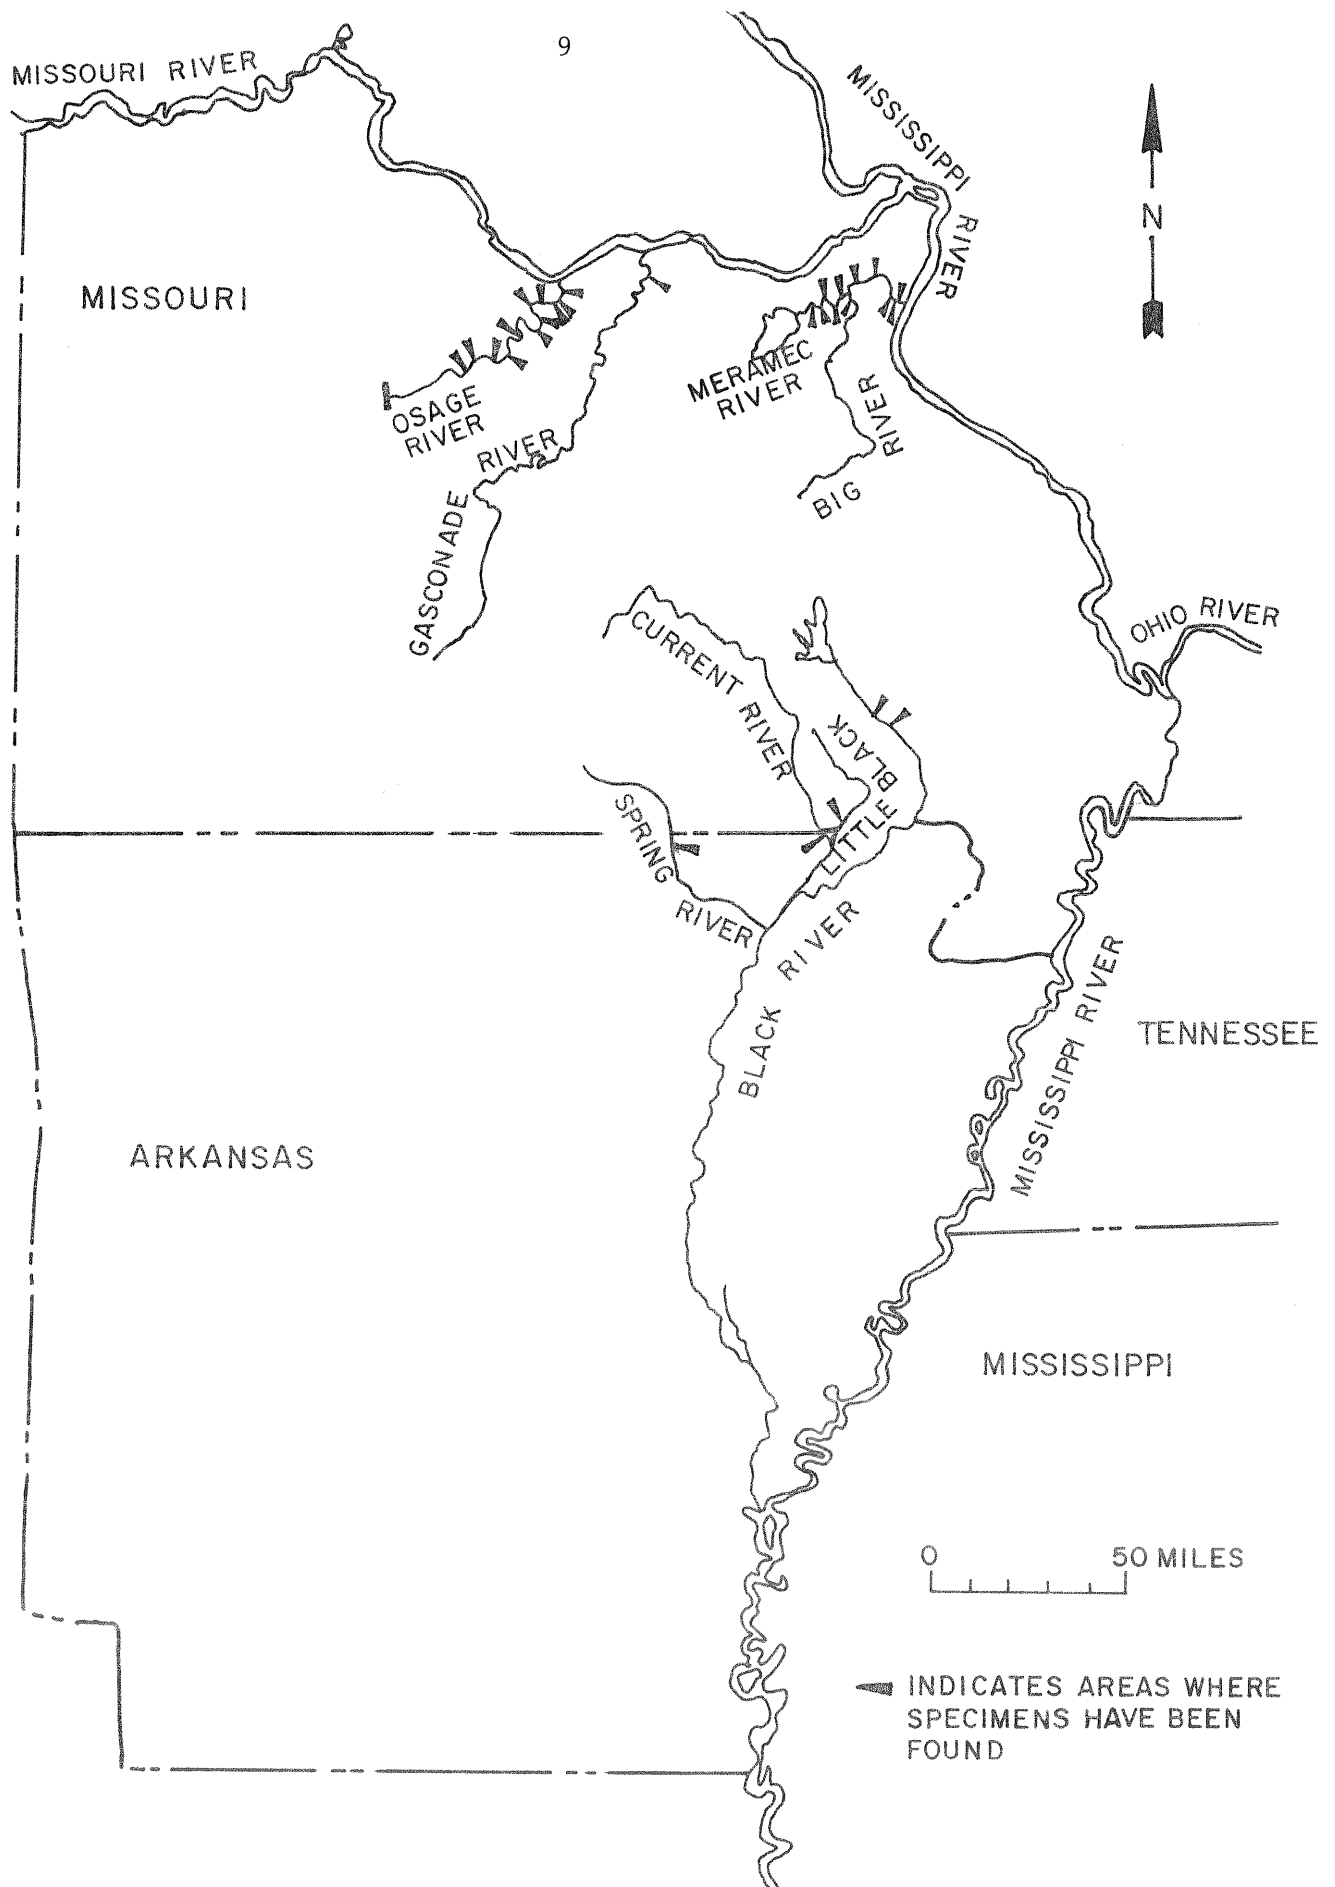 9
MISSOURI RIVER
MISSISSIPPI
RIVER
N
MISSOURI
OSAGE
RIVER
GASCONADE
RIVER
MERAMEC
RIVER
BIG
RIVER
OHIO RIVER
CURRENT RIVER
LITTLE BLACK
SPRING
RIVER
BLACK RIVER
MISSISSIPPI RIVER
TENNESSEE
ARKANSAS
MISSISSIPPI
0 50 MILES
INDICATES AREAS WHERE
SPECIMENS HAVE BEEN
FOUND